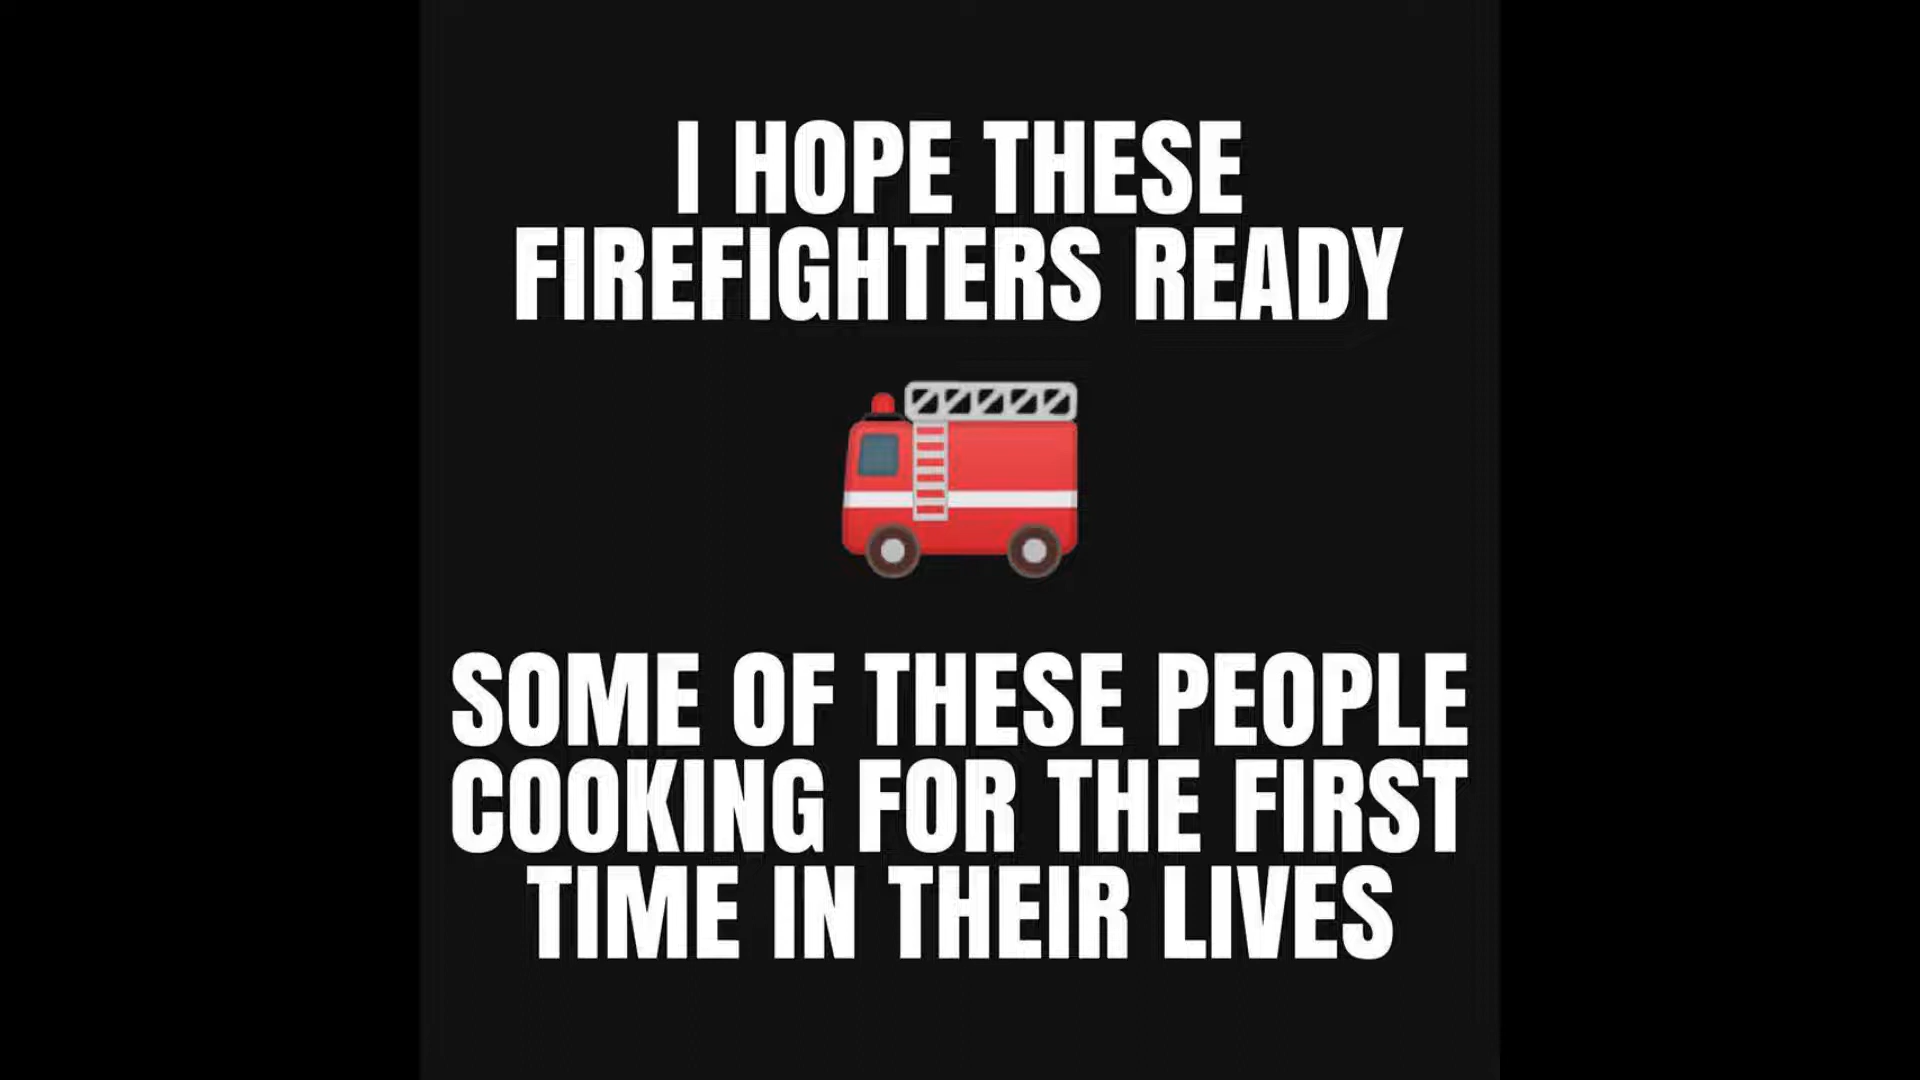 I HOPE THESE
FIREFIGHTERS READY
SOME OF THESE PEOPLE
COOKING FOR THE FIRST
TIME IN THEIR LIVES